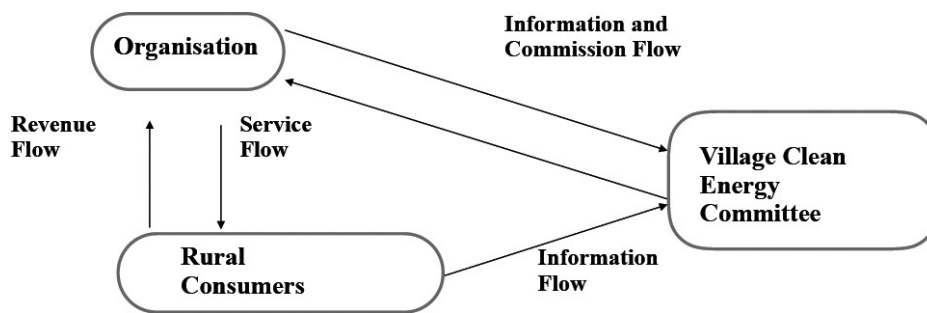 Organisation
Information and
Commission Flow
Revenue
Flow
Service
Flow
Village Clean
Energy
Committee
Rural
Consumers
Information
Flow